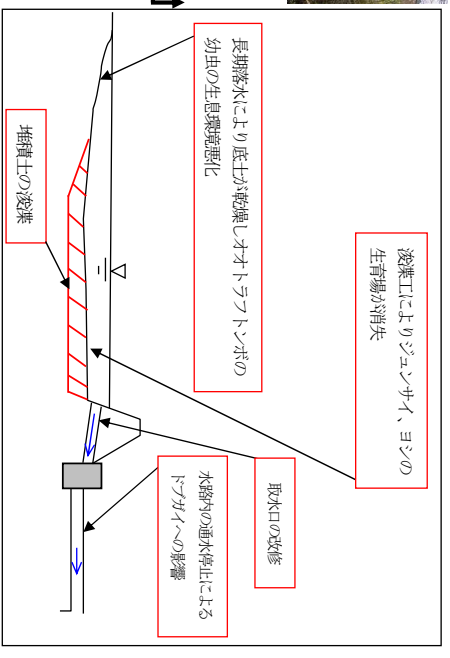 浚渫工によりジュンサイ、ヨシの
生育場が消失
長期落水により底土が乾燥しオオトラフトンボの
幼虫の生息環境悪化
取水口の改修
水路内の通水停止による
ドブガイへの影響
堆積土の浚渫